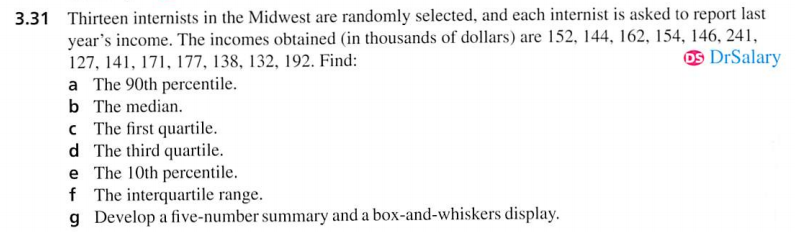 3.31 Thirteen internists in the Midwest are randomly selected, and each internist is asked to report last
year's income. The incomes obtained (in thousands of dollars) are 152, 144, 162, 154, 146, 241,
127, 141, 171, 177, 138, 132, 192. Find: DS DrSalary
a The 90th percentile.
b The median.
c The first quartile.
d The third quartile.
e The 10th percentile.
f The interquartile range.
g Develop a five-number summary and a box-and-whiskers display.